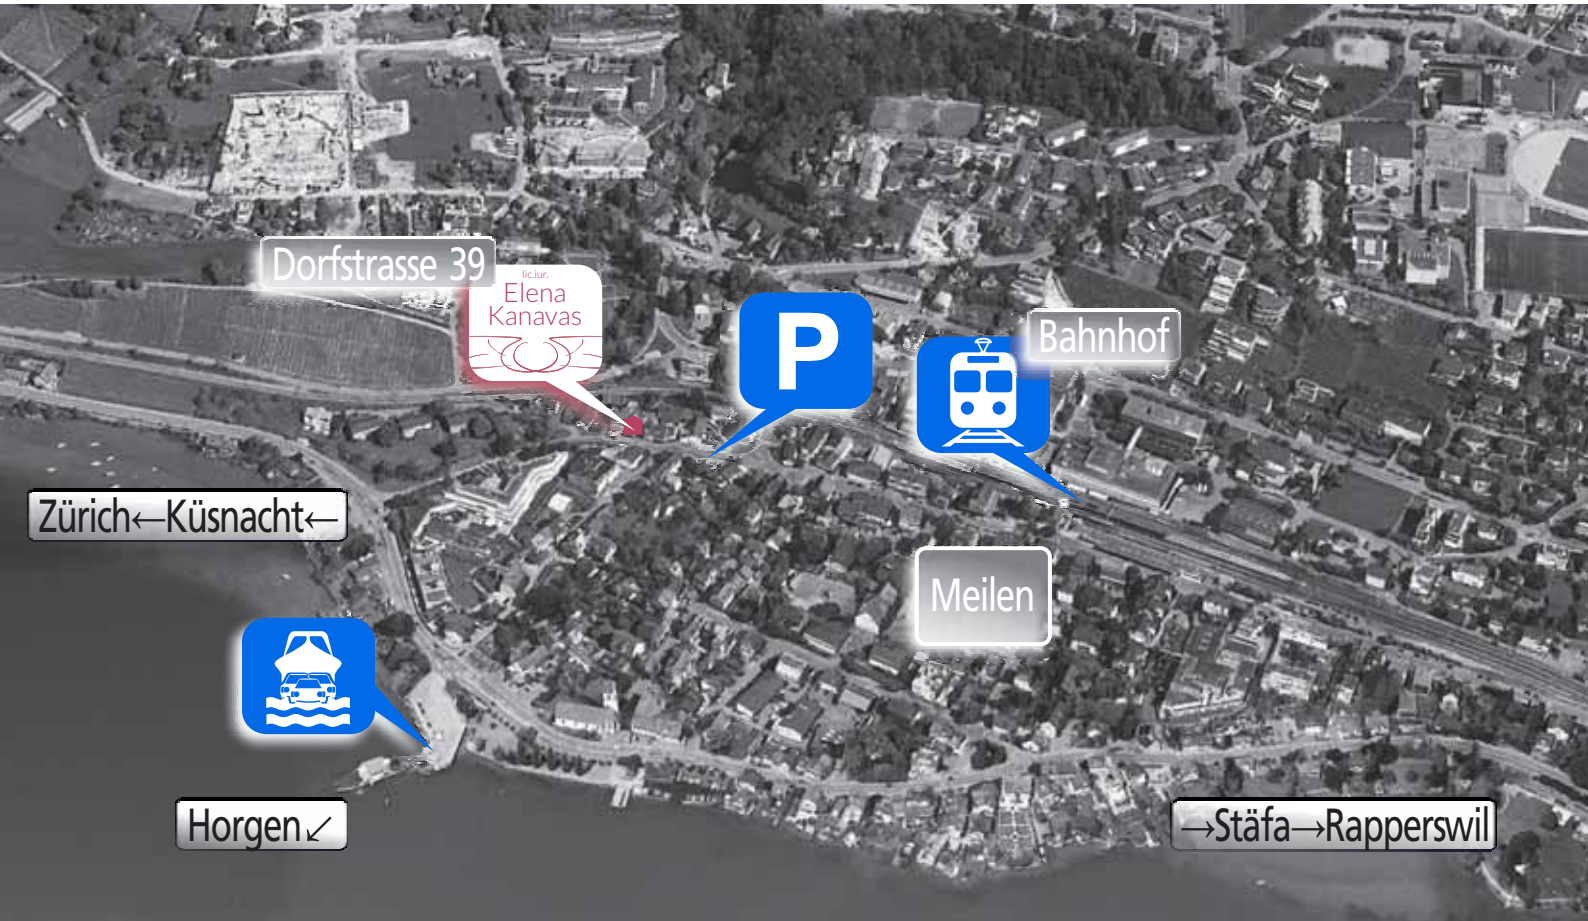 Dorfstrasse 39
lic.iur.
Elena
Kanavas
P
Bahnhof
Zürich←Küsnacht←
Meilen
Horgen↙
→Stäfa→Rapperswil